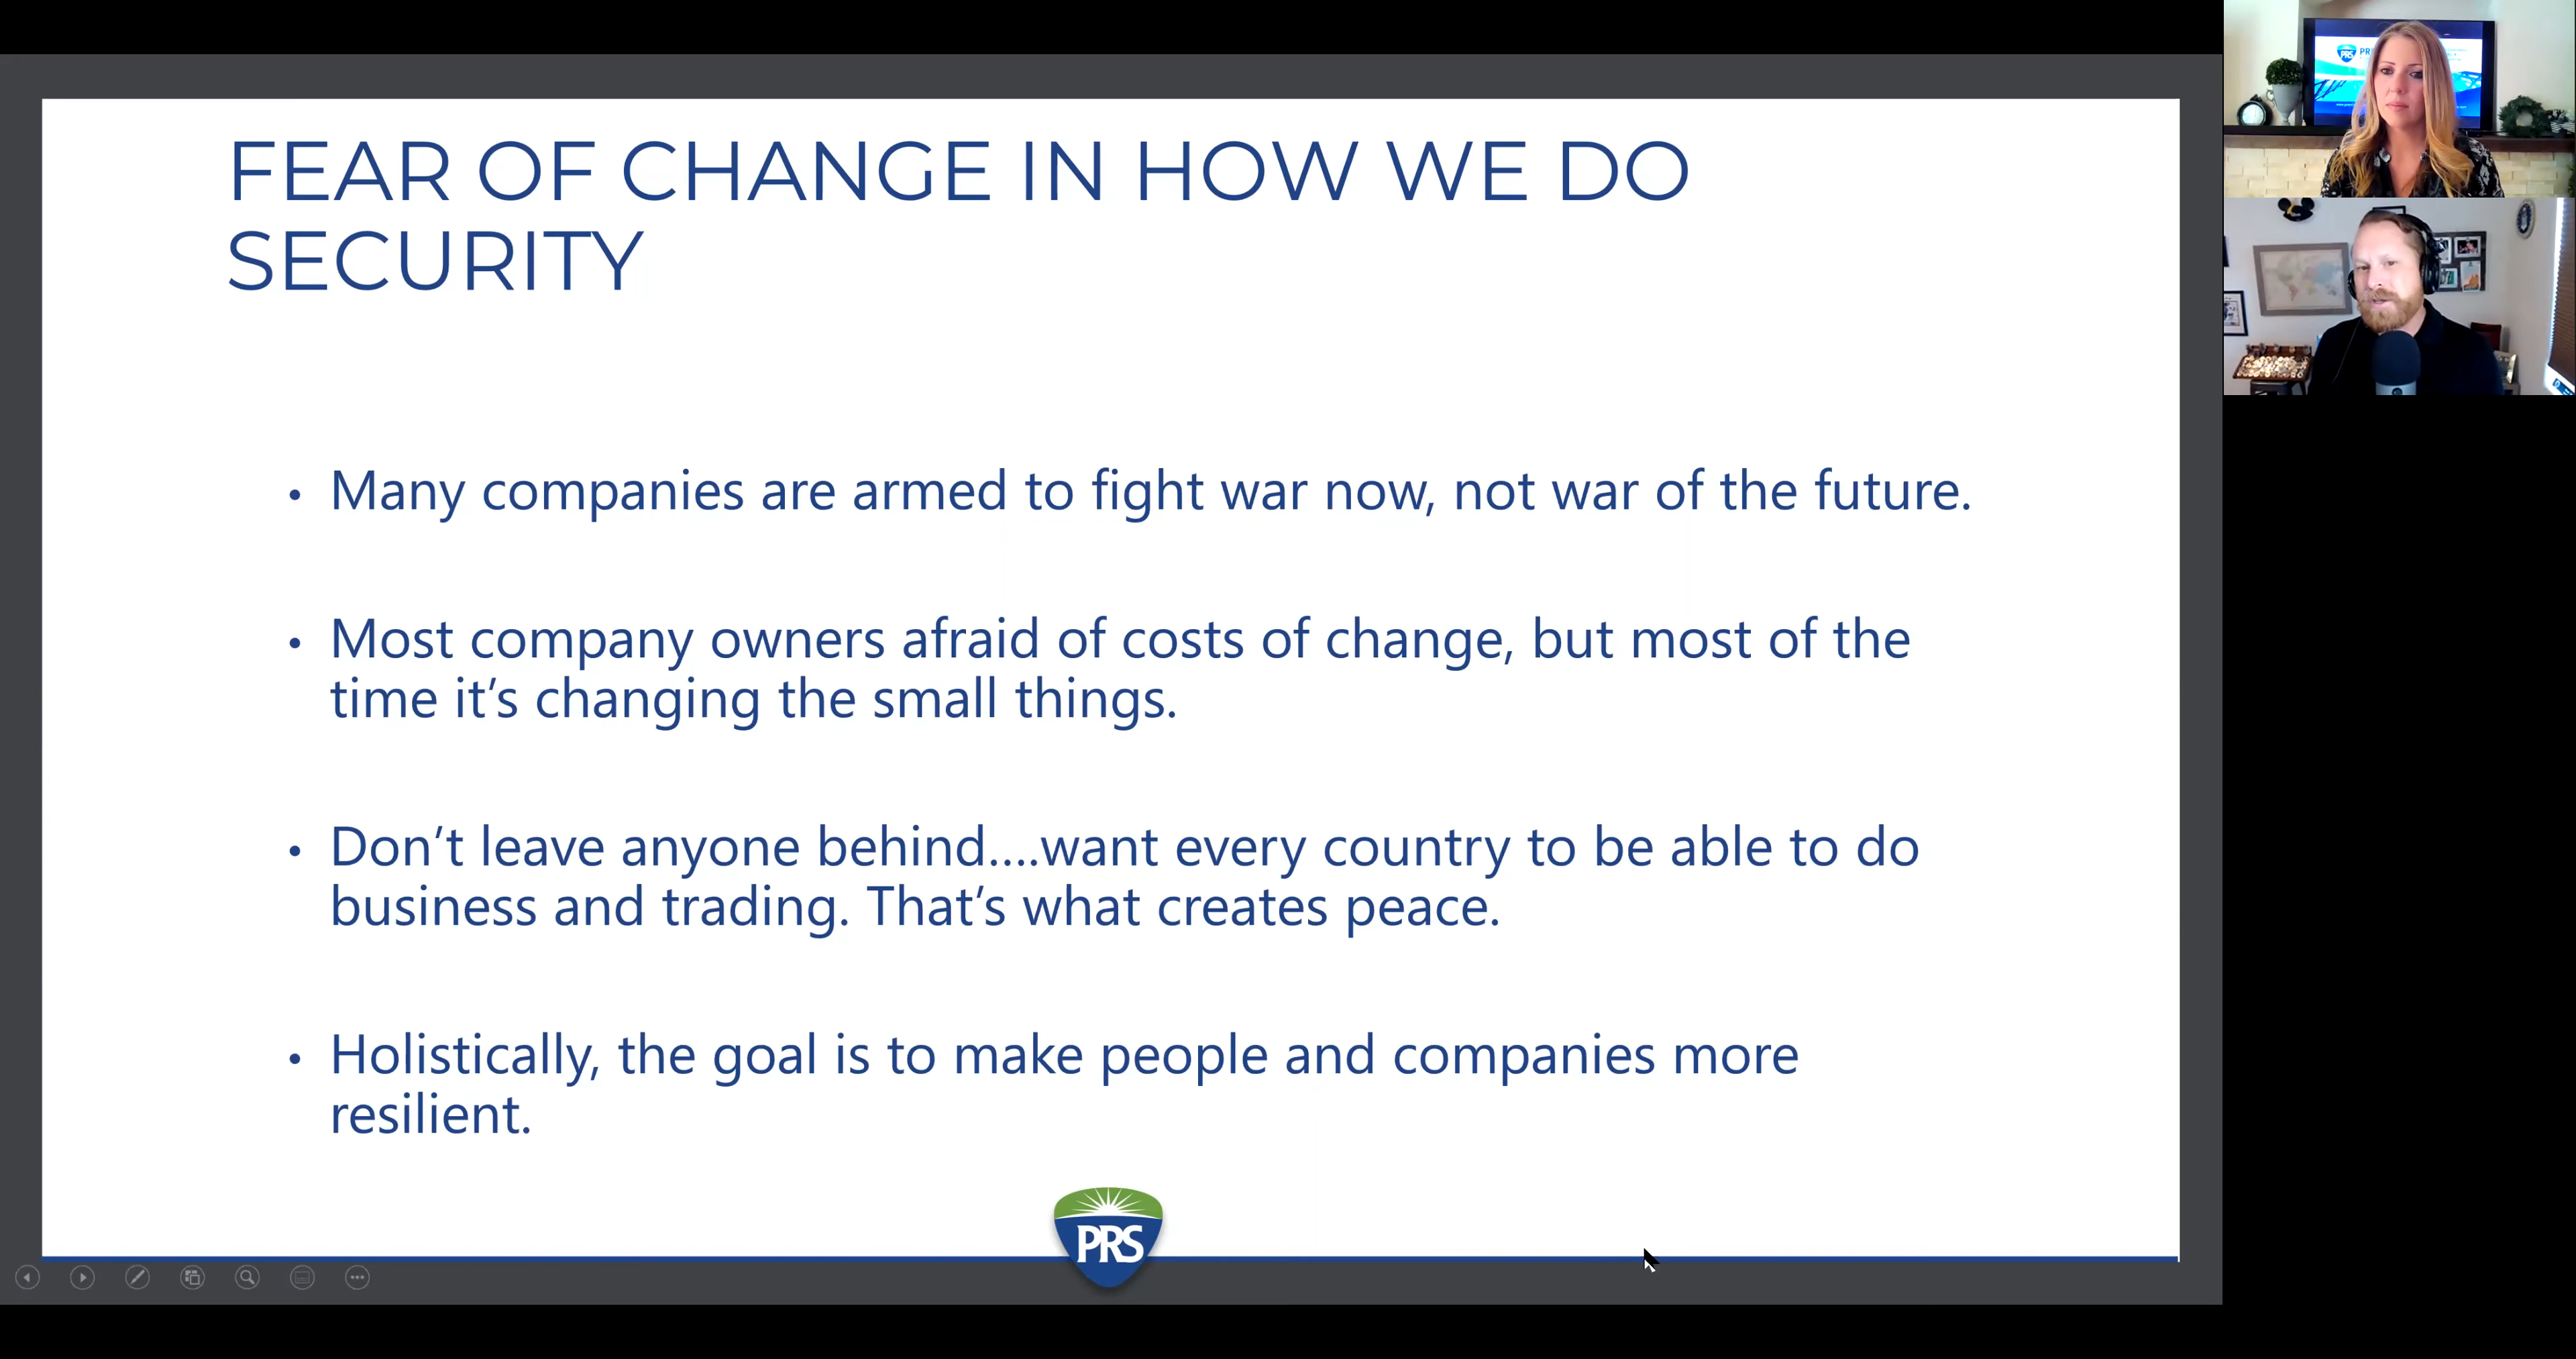 FEAR OF CHANGE IN HOW WE DO
SECURITY
• Many companies are armed to fight war now, not war of the future.
• Most company owners afraid of costs of change, but most of the
time it’s changing the small things.
• Don’t leave anyone behind....want every country to be able to do
business and trading. That’s what creates peace.
• Holistically, the goal is to make people and companies more
resilient.
PRS
PRS